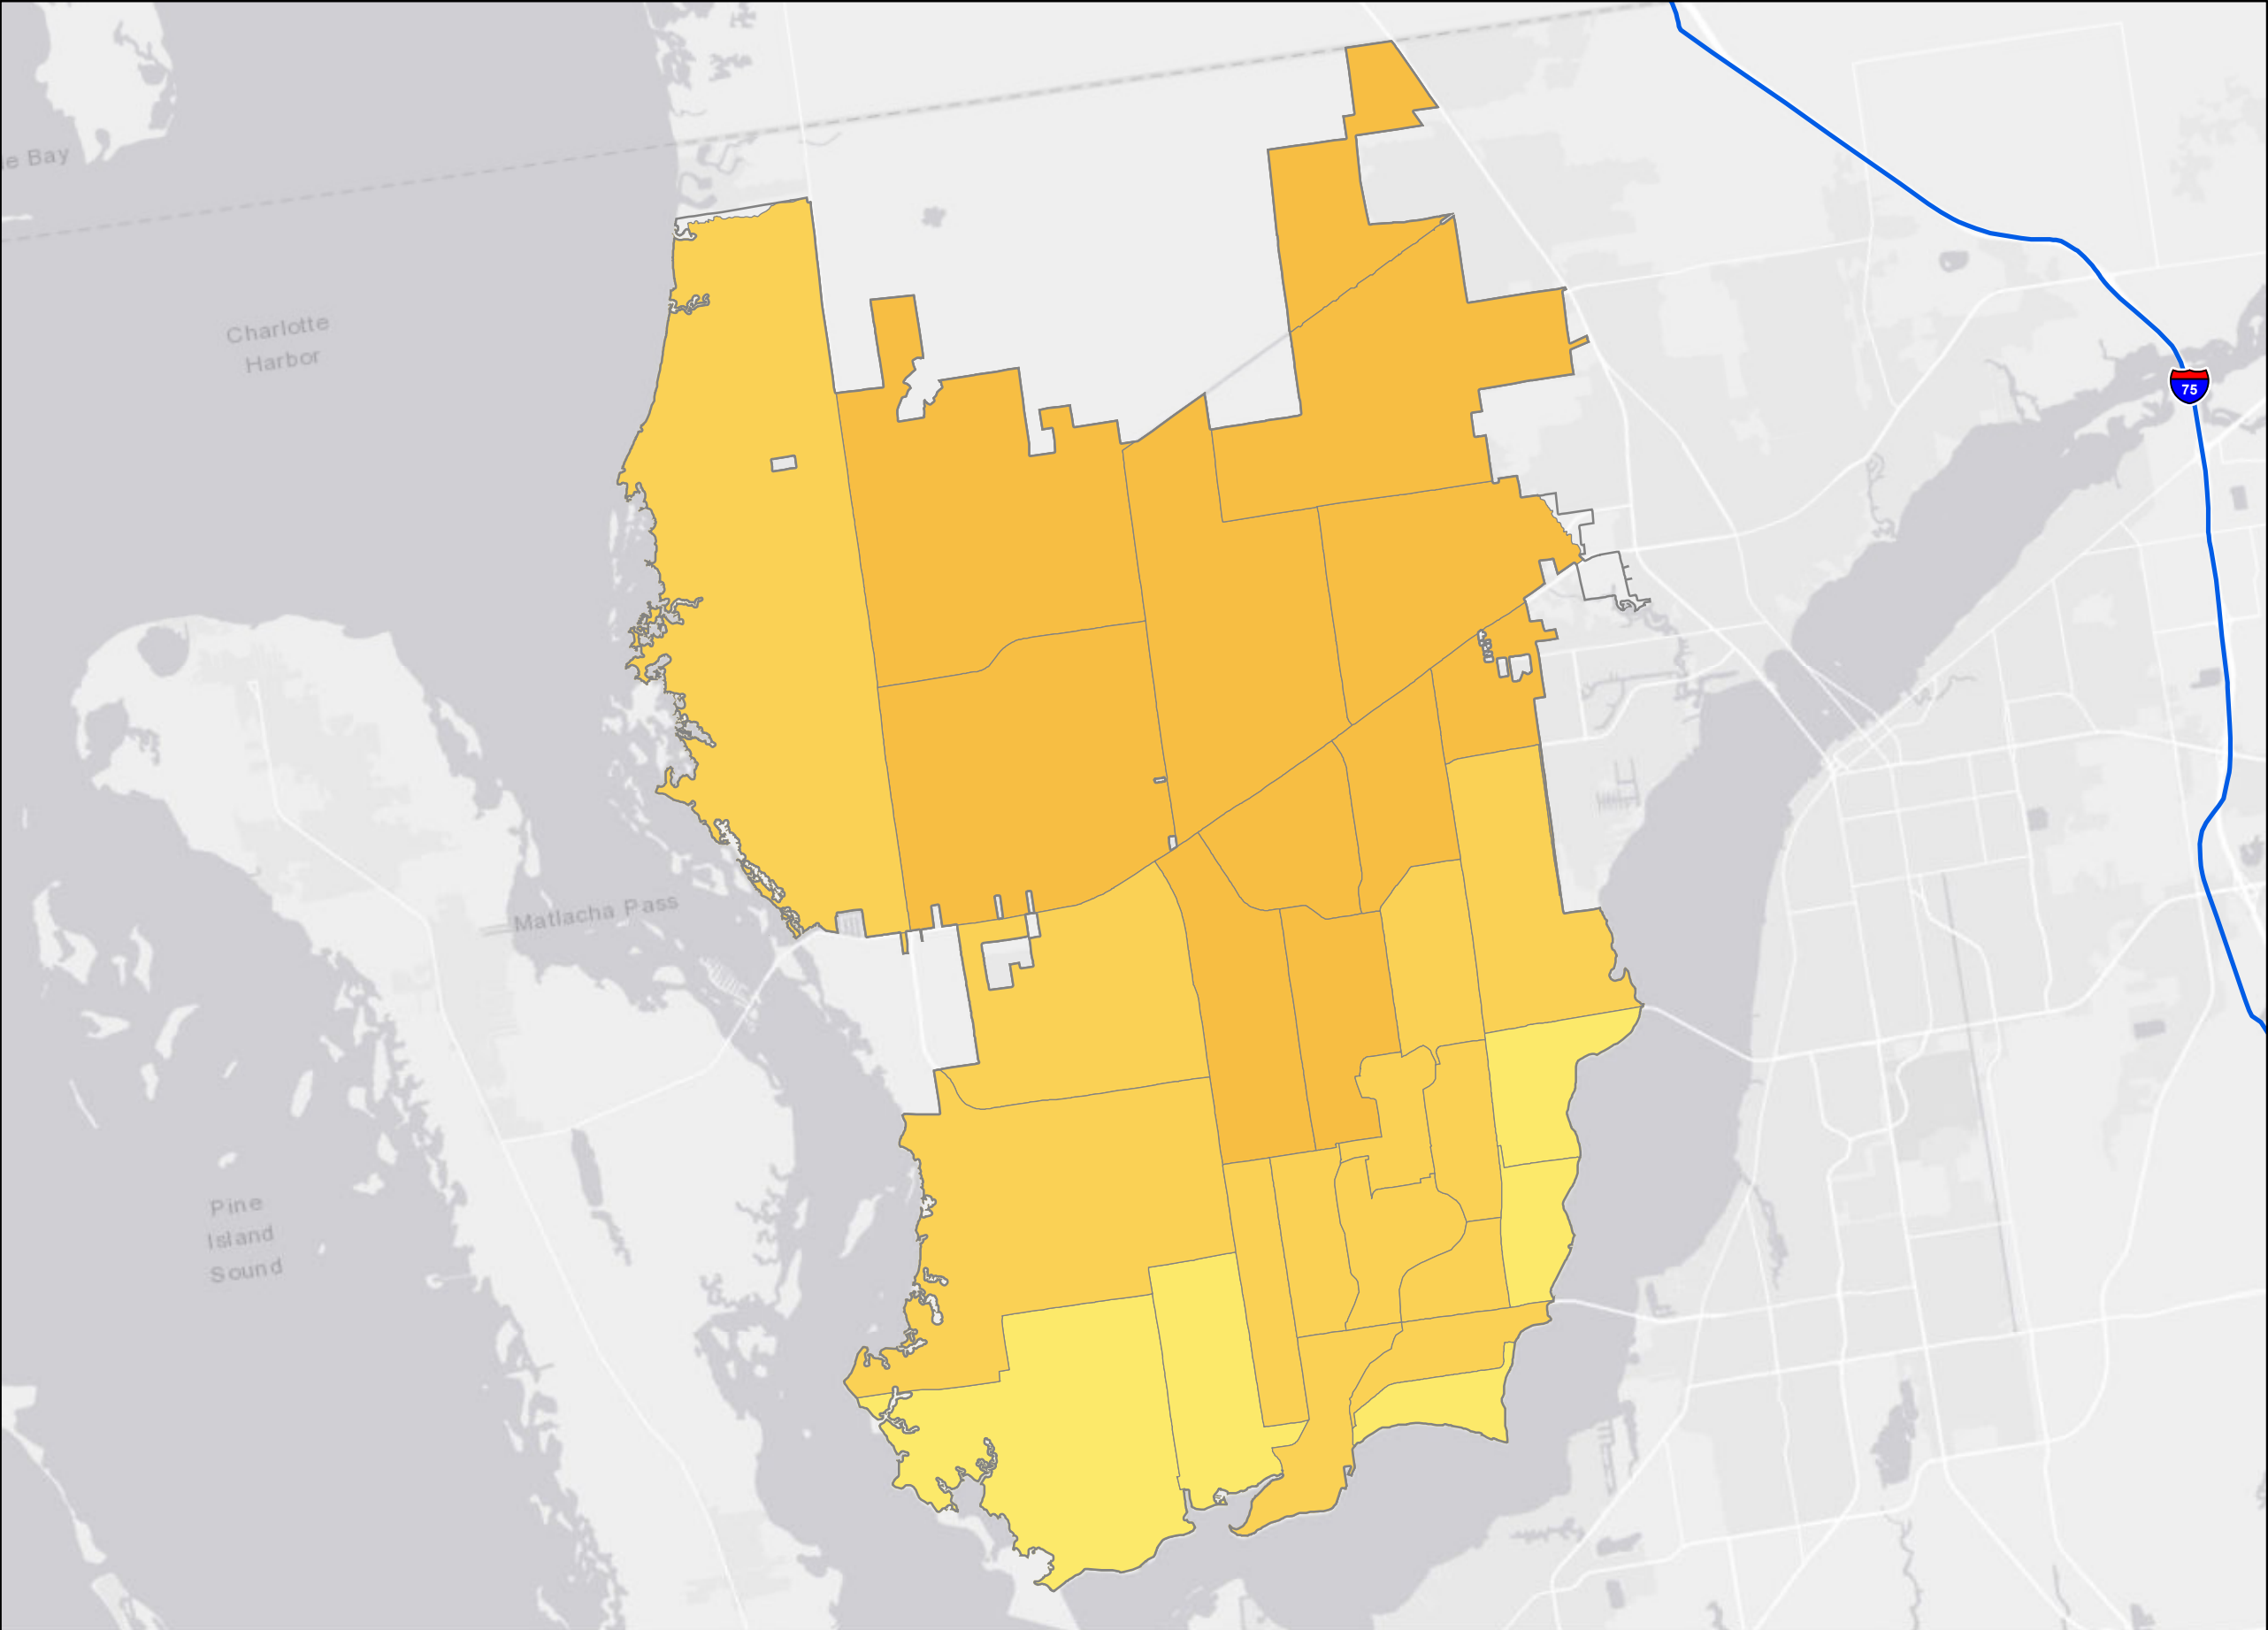 e Bay
Charlotte
Harbor
75
Matlacha Pass
Pine
Island
Sound